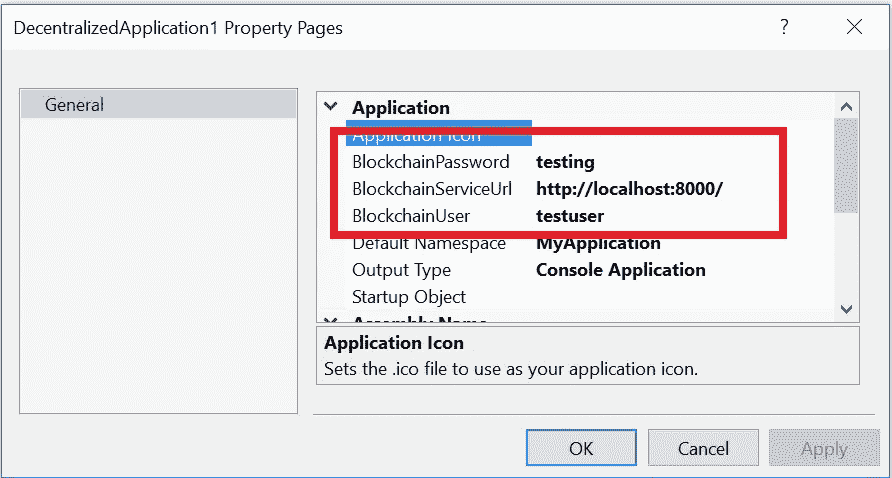 DecentralizedApplication1 Property Pages
General
Application
Application Icon
BlockchainPassword testing
BlockchainServiceUrl http://localhost:8000/
BlockchainUser testuser
Default Namespace MyApplication
Output Type Console Application
Startup Object
Assembly Name
Application Icon
Sets the .ico file to use as your application icon.
OK Cancel Apply